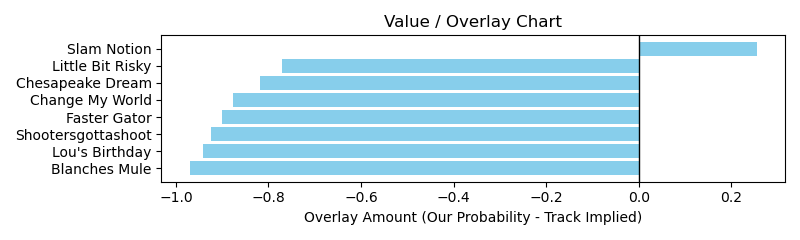 Value / Overlay Chart
Slam Notion
Little Bit Risky
Chesapeake Dream
Change My World
Faster Gator
Shootersgottashoot
Lou's Birthday
Blanches Mule
−1.0 −0.8 −0.6 −0.4 −0.2 0.0 0.2
Overlay Amount (Our Probability - Track Implied)